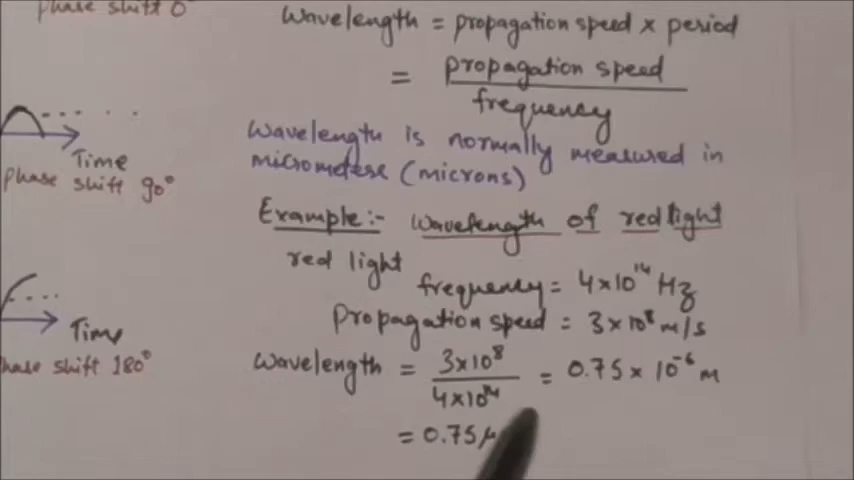 phase shift 0°
Wavelength = propagation speed x period
= propagation speed
frequency
Wavelength is normally measured in
micrometese (microns)
Time
phase shift 90°
Example:- Wavelength of red light
red light
frequency = 4x10¹⁴ Hz
Propagation speed = 3x10⁸ m/s
Time
phase shift 180°
Wavelength = 3x10⁸ = 0.75 x 10⁻⁶ m
4x10¹⁴
= 0.75 μ